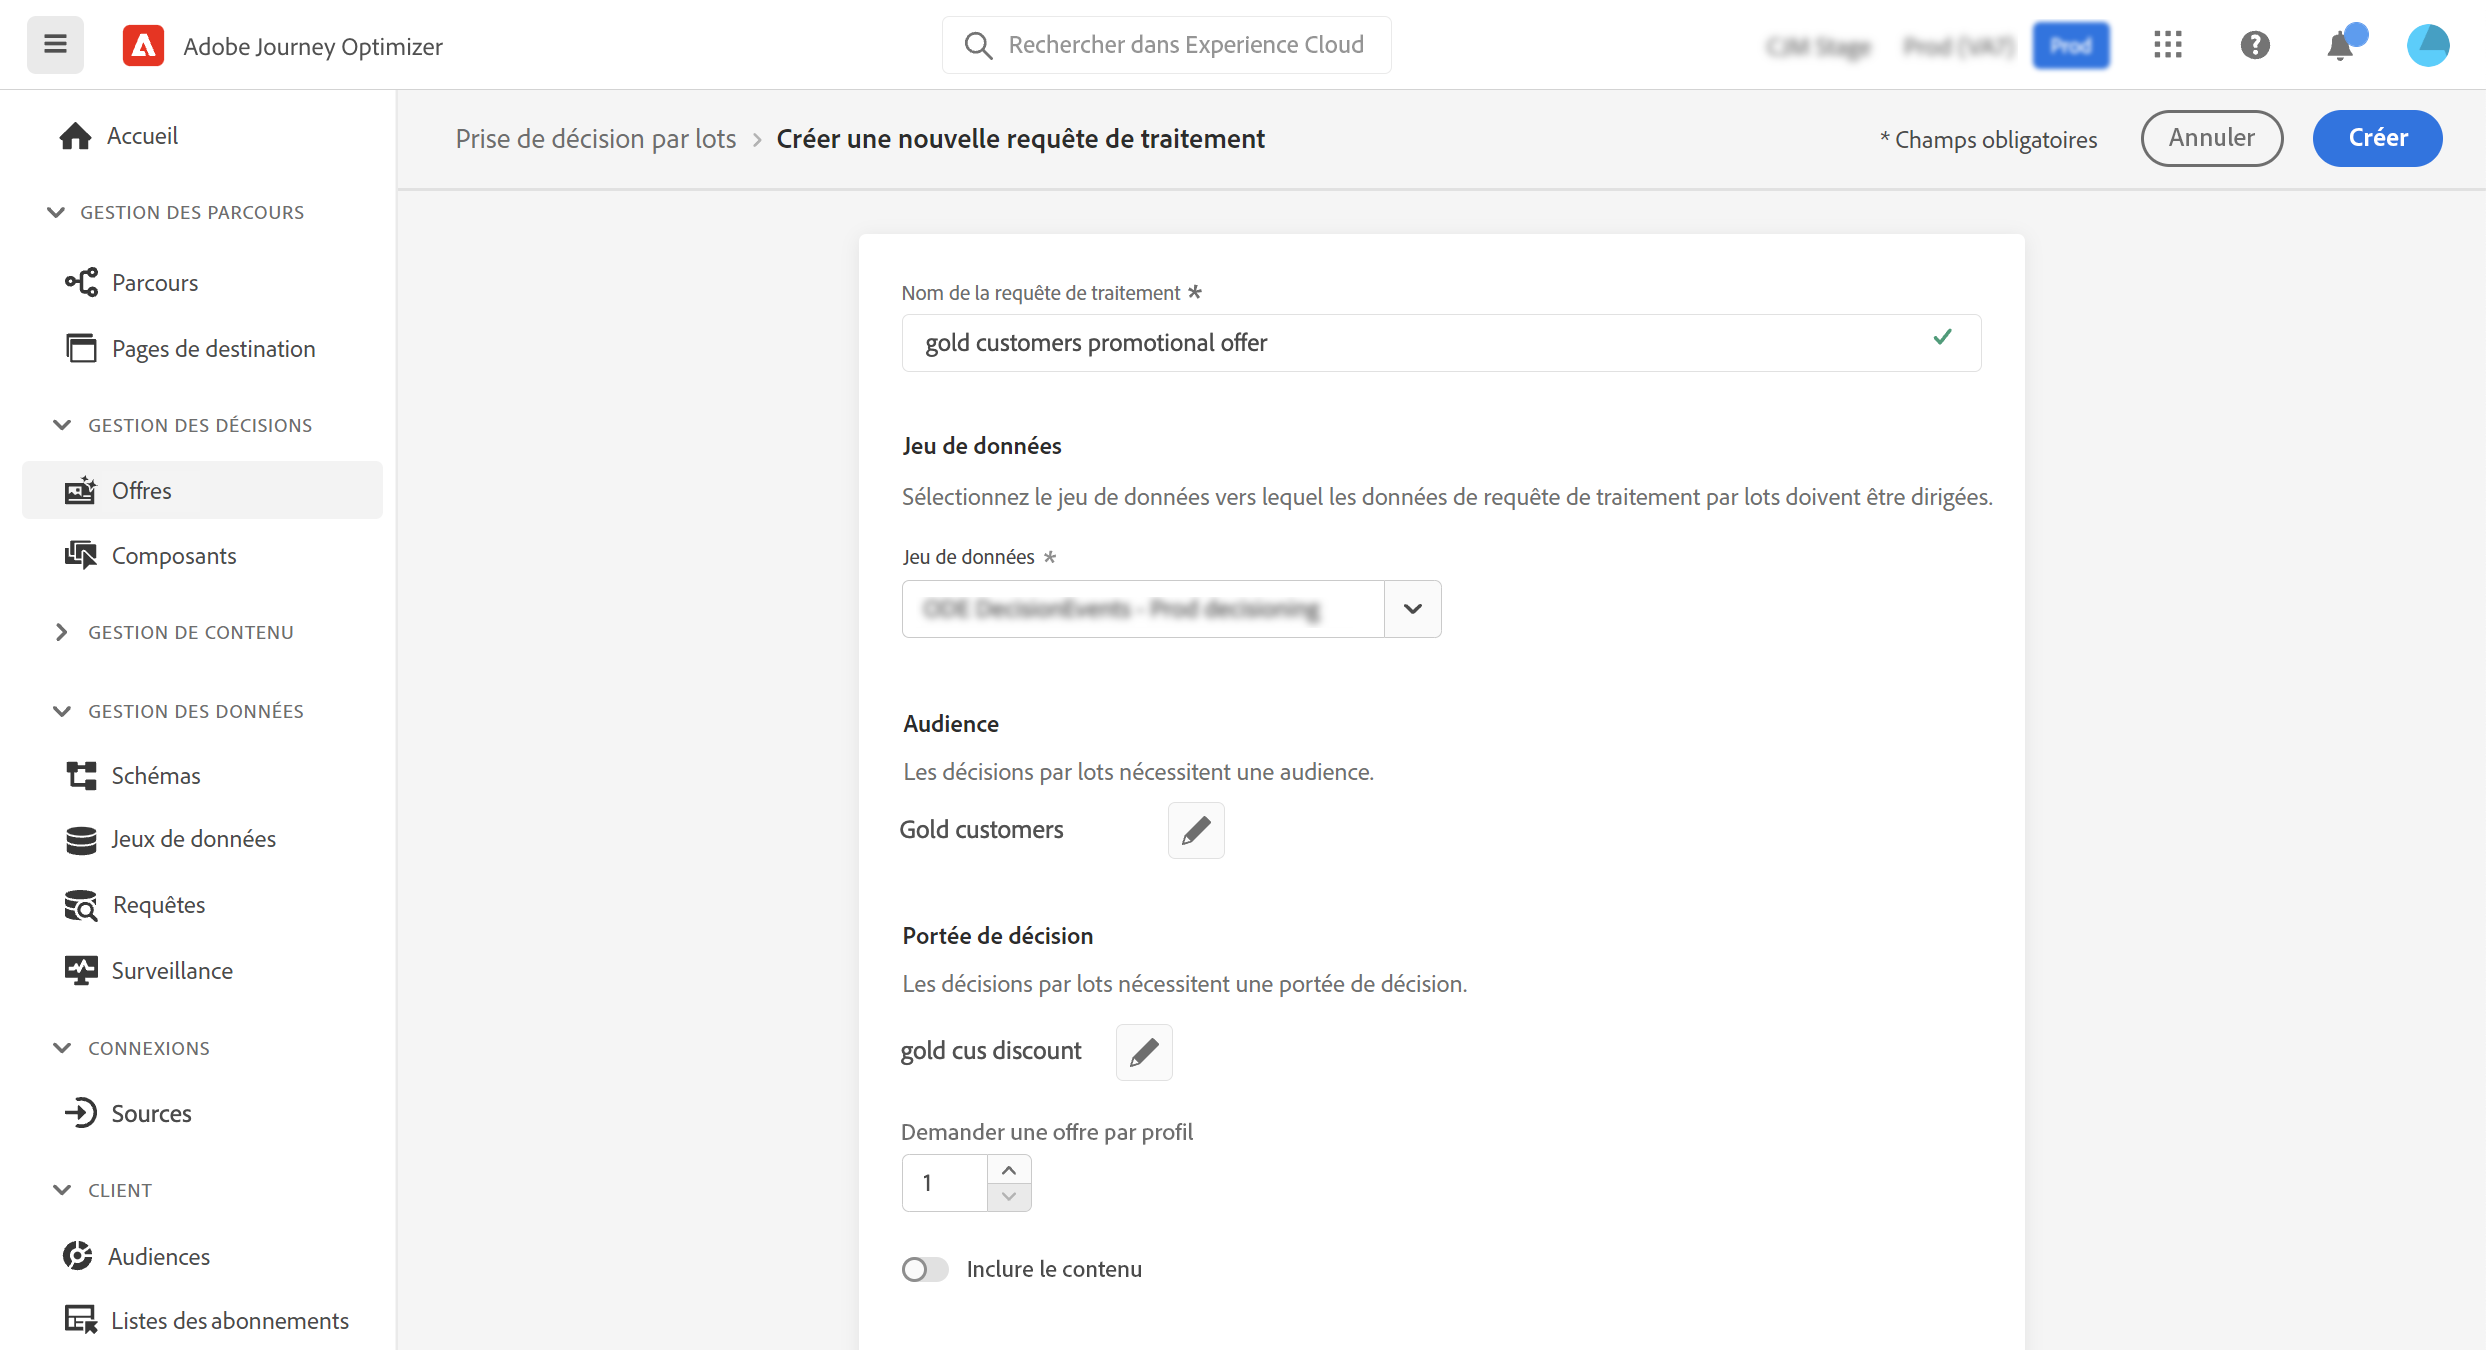 Adobe Journey Optimizer
Rechercher dans Experience Cloud
Accueil
GESTION DES PARCOURS
Parcours
Pages de destination
GESTION DES DÉCISIONS
Offres
Composants
GESTION DE CONTENU
GESTION DES DONNÉES
Schémas
Jeux de données
Requêtes
Surveillance
CONNEXIONS
Sources
CLIENT
Audiences
Listes des abonnements
Prise de décision par lots > Créer une nouvelle requête de traitement
* Champs obligatoires
Annuler
Créer
Nom de la requête de traitement *
gold customers promotional offer
Jeu de données
Sélectionnez le jeu de données vers lequel les données de requête de traitement par lots doivent être dirigées.
Jeu de données *
Audience
Les décisions par lots nécessitent une audience.
Gold customers
Portée de décision
Les décisions par lots nécessitent une portée de décision.
gold cus discount
Demander une offre par profil
1
Inclure le contenu